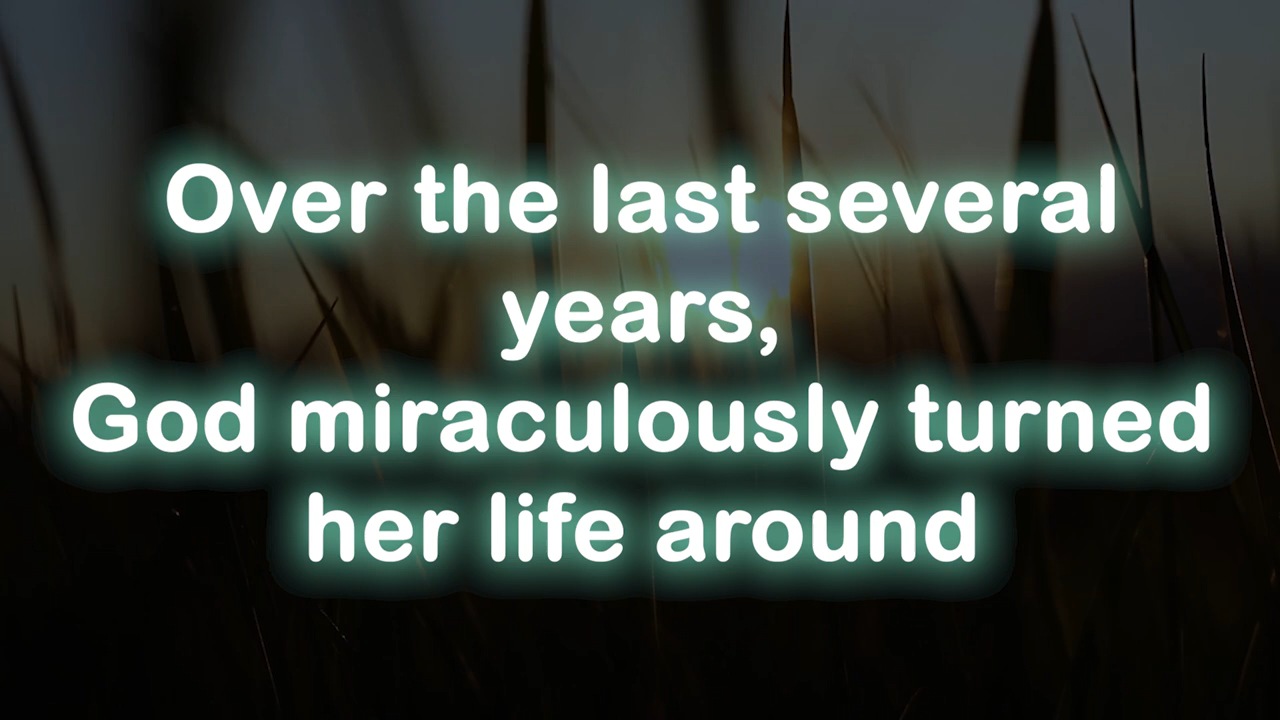 Over the last several
years,
God miraculously turned
her life around